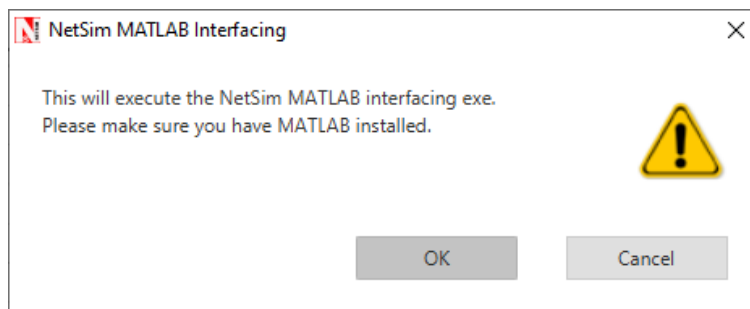 NetSim MATLAB Interfacing
This will execute the NetSim MATLAB interfacing exe.
Please make sure you have MATLAB installed.
OK
Cancel